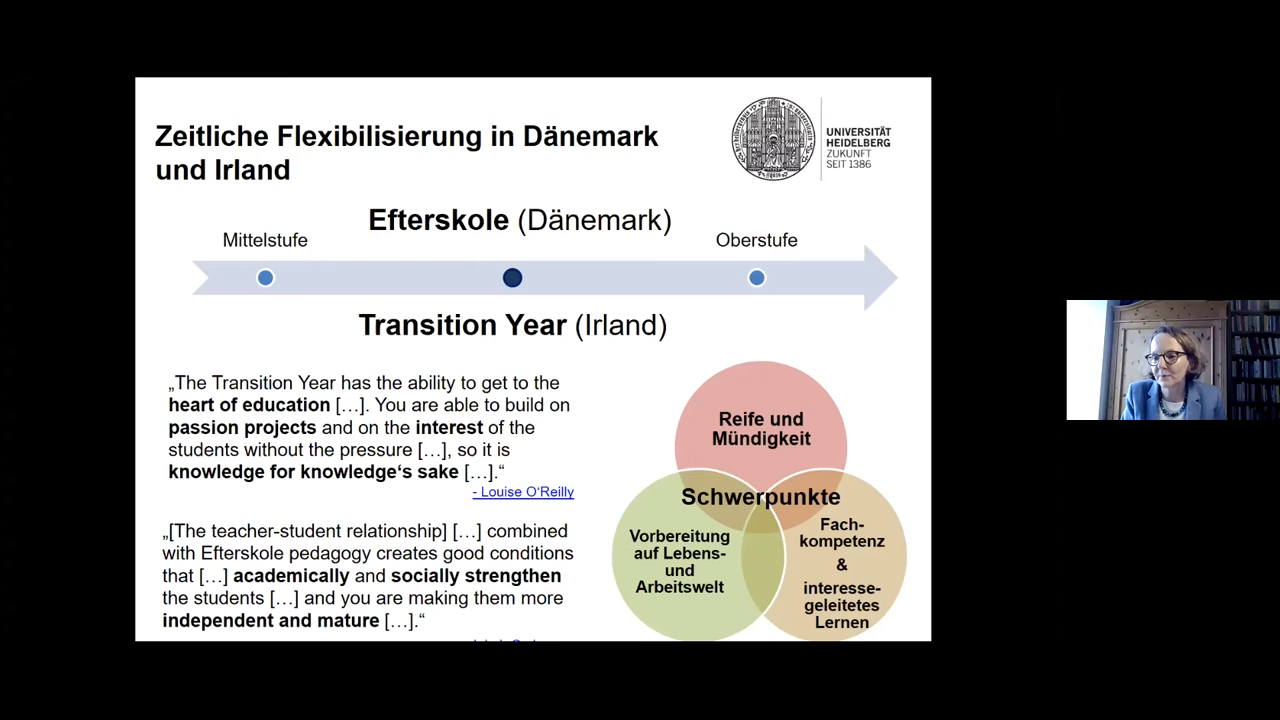 Zeitliche Flexibilisierung in Dänemark
und Irland
UNIVERSITÄT
HEIDELBERG
ZUKUNFT
SEIT 1386
Efterskole (Dänemark)
Mittelstufe
Oberstufe
Transition Year (Irland)
„The Transition Year has the ability to get to the
heart of education […]. You are able to build on
passion projects and on the interest of the
students without the pressure […], so it is
knowledge for knowledge‘s sake […].“
- Louise O‘Reilly
„[The teacher-student relationship] […] combined
with Efterskole pedagogy creates good conditions
that […] academically and socially strengthen
the students […] and you are making them more
independent and mature […].“
Reife und
Mündigkeit
Schwerpunkte
Vorbereitung
auf Lebens-
und
Arbeitswelt
Fach-
kompetenz
&
interesse-
geleitetes
Lernen